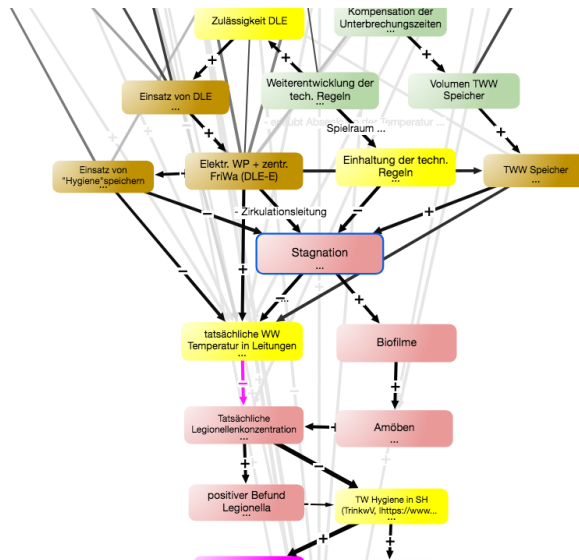 Kompensation der
Unterbrechungszeiten
...
Zulässigkeit DLE
...
Einsatz von DLE
...
Weiterentwicklung der
tech. Regeln
...
Volumen TWW
Speicher
...
Spielraum ...
Einsatz von
"Hygiene"speichern
...
Elektr. WP + zentr.
FriWa (DLE-E)
...
Einhaltung der techn.
Regeln
...
TWW Speicher
...
- Zirkulationsleitung
Stagnation
...
tatsächliche WW
Temperatur in Leitungen
...
Biofilme
...
Tatsächliche
Legionellenkonzentration
...
Amöben
...
positiver Befund
Legionella
...
TW Hygiene in SH
(TrinkwV, lhttps://www...
...